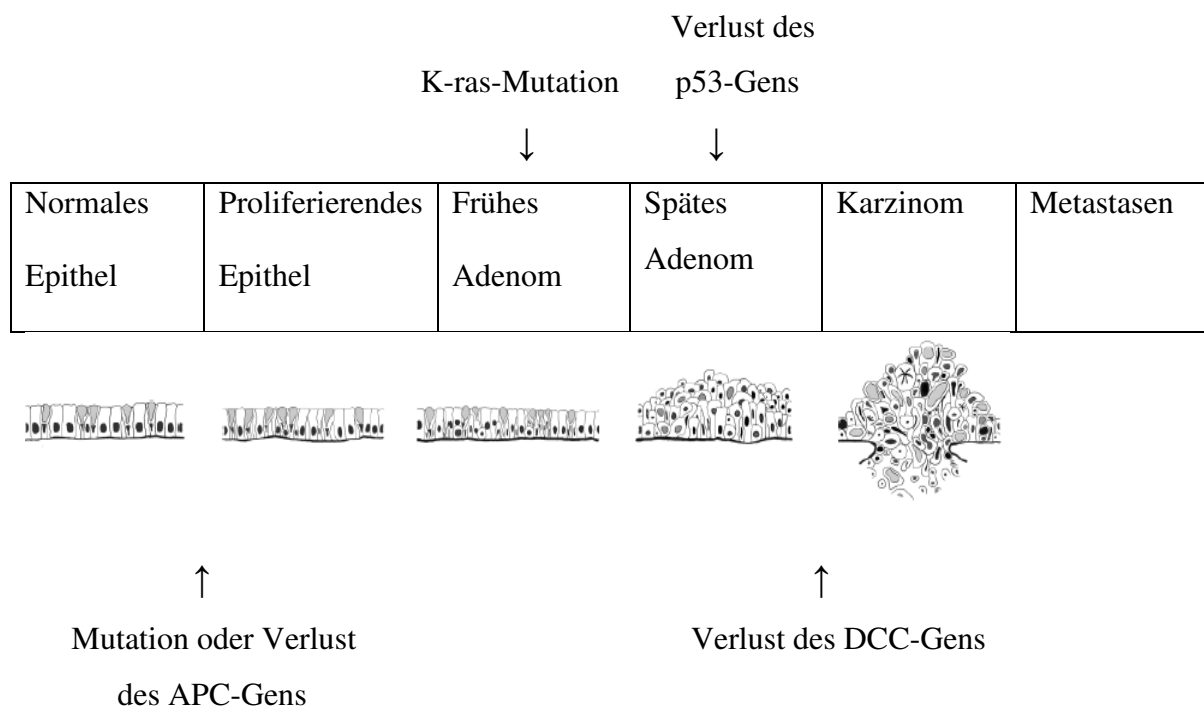 Verlust des
K-ras-Mutation p53-Gens
↓ ↓
Normales Proliferierendes Frühes Spätes Karzinom Metastasen
Epithel Epithel Adenom Adenom
↑ ↑
Mutation oder Verlust Verlust des DCC-Gens
des APC-Gens